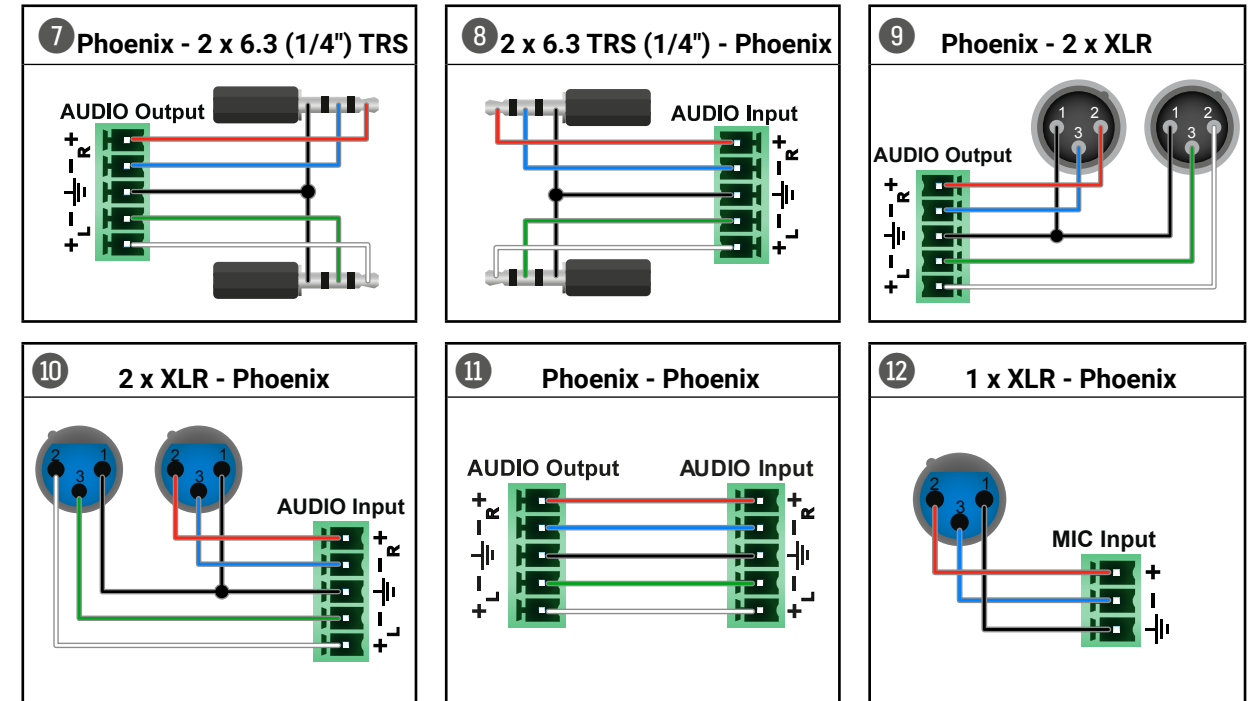 7 Phoenix - 2 x 6.3 (1/4") TRS
AUDIO Output
+
R
-
-
L
+
8 2 x 6.3 TRS (1/4") - Phoenix
AUDIO Input
+
R
-
-
L
+
9 Phoenix - 2 x XLR
1 2
3
1 2
3
AUDIO Output
+
R
-
-
L
+
10 2 x XLR - Phoenix
2 1
3
2 1
3
AUDIO Input
+
R
-
-
L
+
11 Phoenix - Phoenix
AUDIO Output AUDIO Input
+ +
R R
- -
- -
L L
+ +
12 1 x XLR - Phoenix
2 1
3
MIC Input
+
-